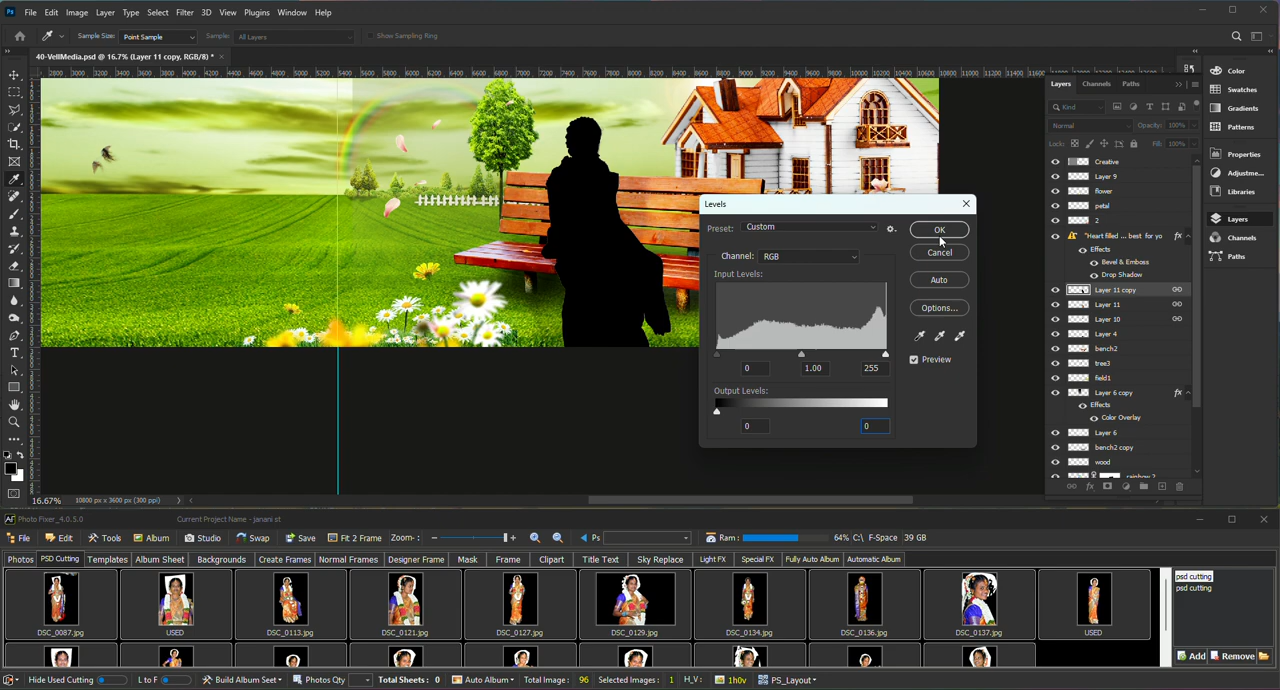 Ps File Edit Image Layer Type Select Filter 3D View Plugins Window Help
Sample Size: Point Sample Sample: All Layers Show Sampling Ring
40-VellMedia.psd @ 16.7% (Layer 11 copy, RGB/8) *
Layers Channels Paths
Kind
Normal Opacity: 100%
Lock: Fill: 100%
Creative
Layer 9
flower
petal
2
"Heart filled ... best for yo fx
Effects
Bevel & Emboss
Drop Shadow
Layer 11 copy
Layer 11
Layer 10
Layer 4
bench2
tree3
field1
Layer 6 copy fx
Effects
Color Overlay
Layer 6
bench2 copy
wood
rainbow 2
Color
Swatches
Gradients
Patterns
Properties
Adjustme...
Libraries
Layers
Channels
Paths
Levels
Preset: Custom
OK
Channel: RGB
Cancel
Input Levels:
Auto
Options...
Preview
0 1.00 255
Output Levels:
0 0
16.67% 10800 px x 3600 px (300 ppi)
Photo Fixer_4.0.5.0 Current Project Name - janani st
File Edit Tools Album Studio Swap Save Fit 2 Frame Zoom:- Ps Ram : 64% C:\ F-Space 39 GB
Photos PSD Cutting Templates Album Sheet Backgrounds Create Frames Normal Frames Designer Frame Mask Frame Clipart Title Text Sky Replace Light FX Special FX Fully Auto Album Automatic Album
psd cutting
psd cutting
DSC_0087.jpg USED DSC_0113.jpg DSC_0121.jpg DSC_0127.jpg DSC_0129.jpg DSC_0134.jpg DSC_0136.jpg DSC_0137.jpg USED
Add Remove
Hide Used Cutting L to F Build Album Seet Photos Qty Total Sheets: 0 Auto Album Total Image: 96 Selected Images: 1 H_V: 1h0v PS_Layout